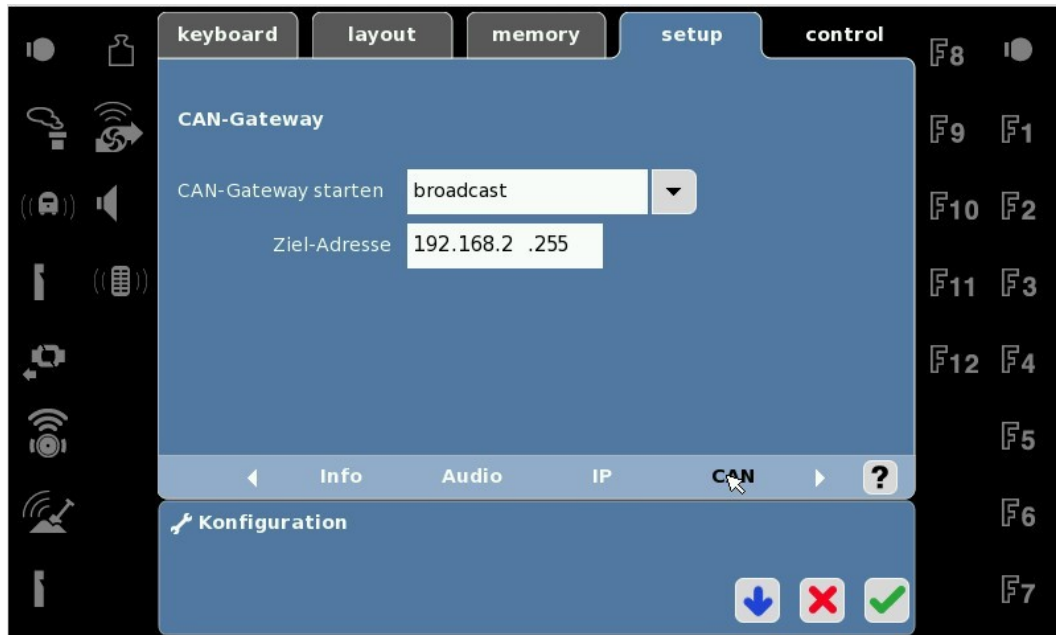 keyboard layout memory setup control
F8
CAN-Gateway
F9 F1
CAN-Gateway starten broadcast
F10 F2
Ziel-Adresse 192.168.2 .255
F11 F3
F12 F4
F5
Info Audio IP CAN ?
Konfiguration
F6
F7